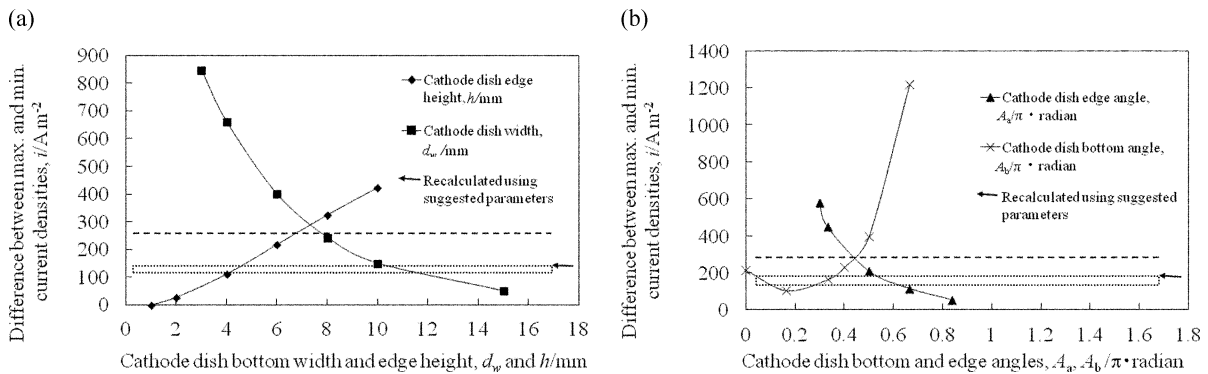 (a)
Difference between max. and min.
current densities, i/A m-2
900
800
700
600
500
400
300
200
100
0
0 2 4 6 8 10 12 14 16 18
Cathode dish edge
height, h/mm
Cathode dish width,
dw /mm
Recalculated using
suggested parameters
Cathode dish bottom width and edge height, dw and h/mm
(b)
Difference between max. and min.
current densities, i/A m-2
1400
1200
1000
800
600
400
200
0
0 0.2 0.4 0.6 0.8 1 1.2 1.4 1.6 1.8
Cathode dish edge angle,
Aa/π・radian
Cathode dish bottom angle,
Ab/π・radian
Recalculated using suggested
parameters
Cathode dish bottom and edge angles, Aa, Ab /π・radian